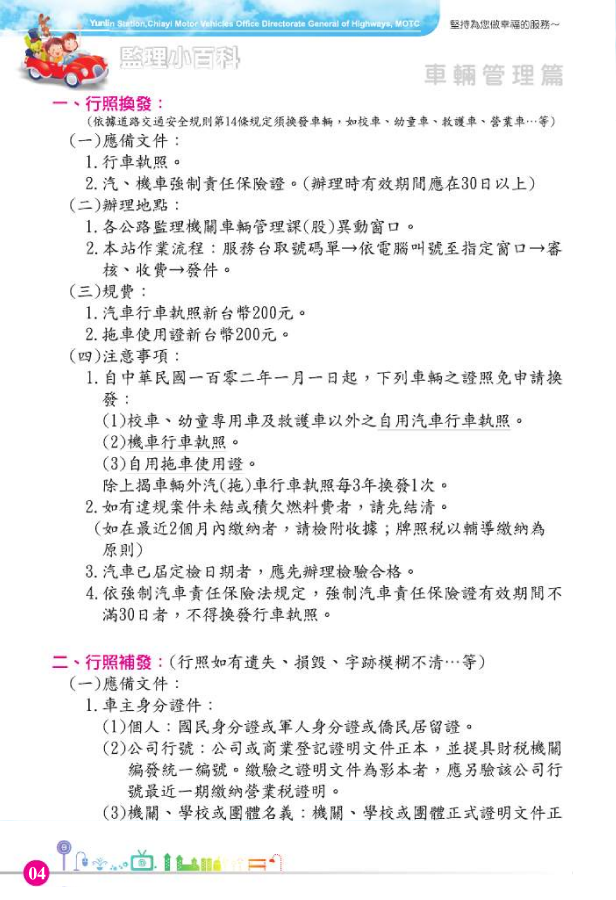 Yunlin Station,Chiayi Motor Vehicles Office Directorate General of Highways, MOTC
堅持為您做幸福的服務～
監理小百科
車輛管理篇
一、行照換發：
（依據道路交通安全規則第14條規定須換發車輛，如校車、幼童車、救護車、營業車…等）
(一)應備文件：
1.行車執照。
2.汽、機車強制責任保險證。(辦理時有效期間應在30日以上)
(二)辦理地點：
1.各公路監理機關車輛管理課(股)異動窗口。
2.本站作業流程：服務台取號碼單→依電腦叫號至指定窗口→審
核、收費→發件。
(三)規費：
1.汽車行車執照新台幣200元。
2.拖車使用證新台幣200元。
(四)注意事項：
1.自中華民國一百零二年一月一日起，下列車輛之證照免申請換
發：
(1)校車、幼童專用車及救護車以外之自用汽車行車執照。
(2)機車行車執照。
(3)自用拖車使用證。
除上揭車輛外汽(拖)車行車執照每3年換發1次。
2.如有違規案件未結或積欠燃料費者，請先結清。
（如在最近2個月內繳納者，請檢附收據；牌照稅以輔導繳納為
原則）
3.汽車已屆定檢日期者，應先辦理檢驗合格。
4.依強制汽車責任保險法規定，強制汽車責任保險證有效期間不
滿30日者，不得換發行車執照。
二、行照補發：(行照如有遺失、損毀、字跡模糊不清…等)
(一)應備文件：
1.車主身分證件：
(1)個人：國民身分證或軍人身分證或僑民居留證。
(2)公司行號：公司或商業登記證明文件正本，並提具財稅機關
編發統一編號。繳驗之證明文件為影本者，應另驗該公司行
號最近一期繳納營業稅證明。
(3)機關、學校或團體名義：機關、學校或團體正式證明文件正
04